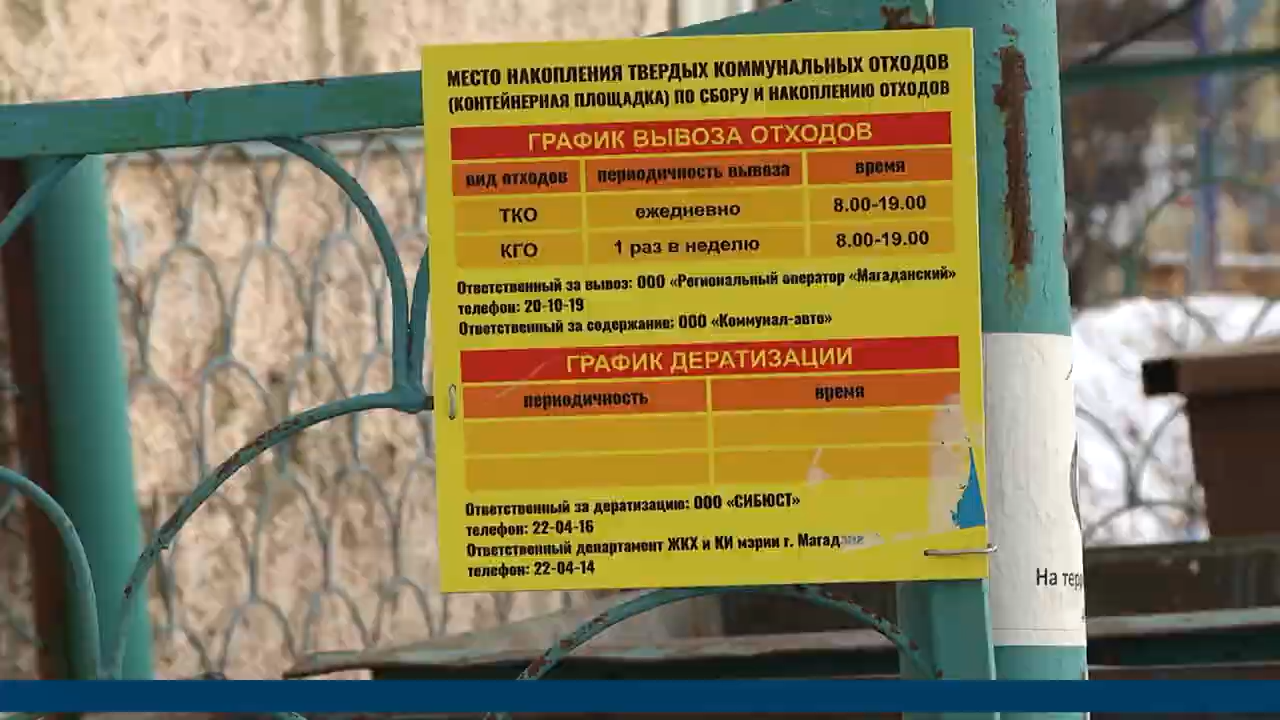 МЕСТО НАКОПЛЕНИЯ ТВЕРДЫХ КОММУНАЛЬНЫХ ОТХОДОВ
(КОНТЕЙНЕРНАЯ ПЛОЩАДКА) ПО СБОРУ И НАКОПЛЕНИЮ ОТХОДОВ
ГРАФИК ВЫВОЗА ОТХОДОВ
вид отходов периодичность вывоза время
ТКО ежедневно 8.00-19.00
КГО 1 раз в неделю 8.00-19.00
Ответственный за вывоз: ООО «Региональный оператор «Магаданский»
телефон: 20-10-19
Ответственный за содержание: ООО «Коммунал-авто»
ГРАФИК ДЕРАТИЗАЦИИ
периодичность время
Ответственный за дератизацию: ООО «СИБЮСТ»
телефон: 22-04-16
Ответственный департамент ЖКХ и КИ мэрии г.
телефон: 22-04-14
На